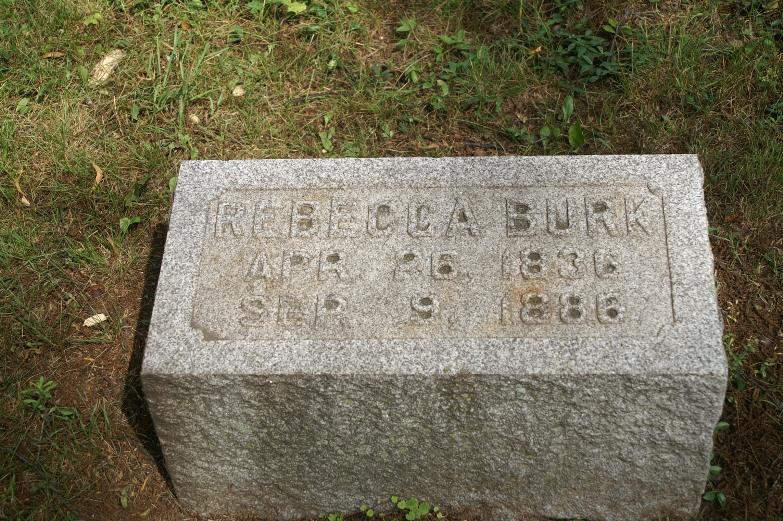 REBECCA BURK
APR. 26, 1836
SEP. 9, 1886